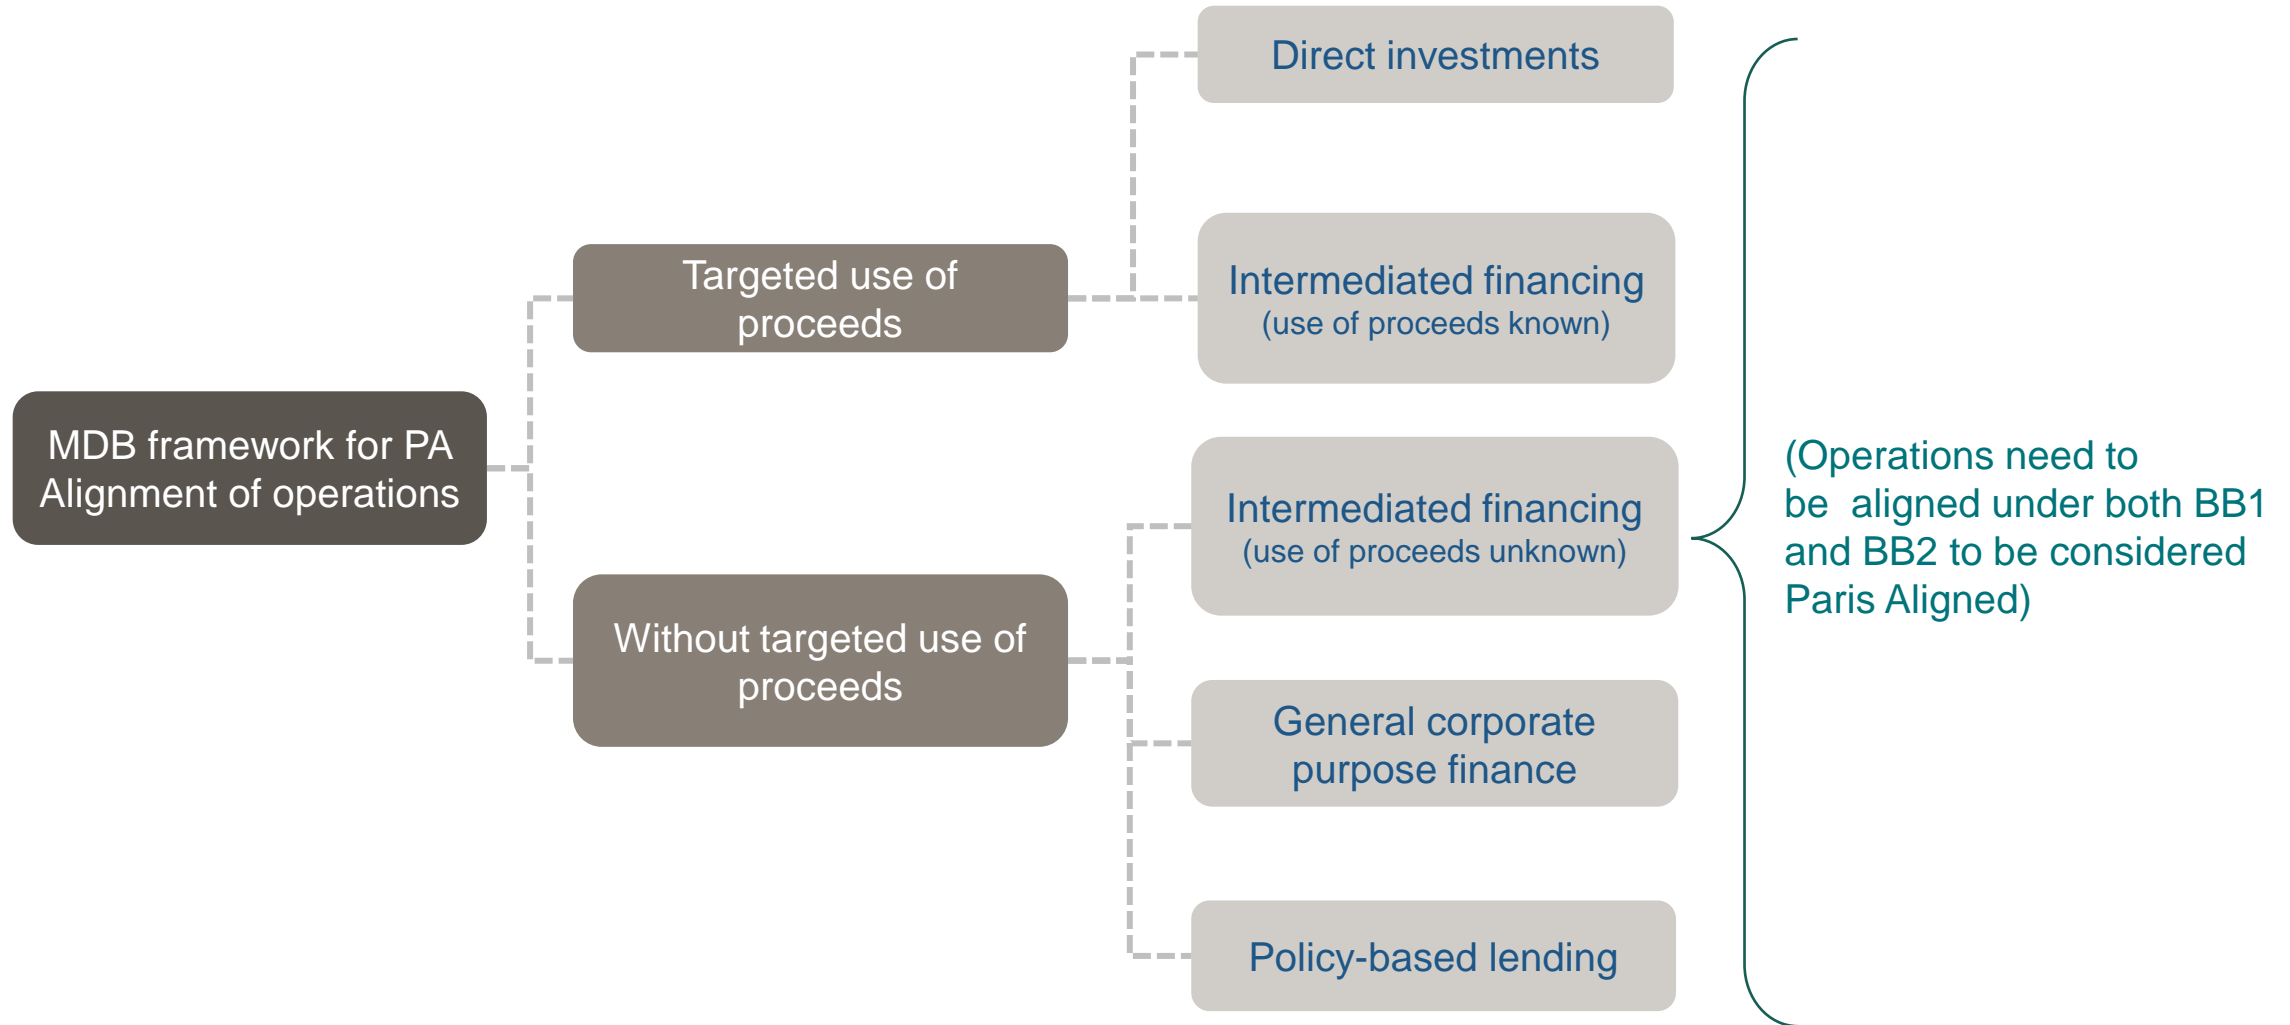 MDB framework for PA
Alignment of operations
Targeted use of
proceeds
Without targeted use of
proceeds
Direct investments
Intermediated financing
(use of proceeds known)
Intermediated financing
(use of proceeds unknown)
General corporate
purpose finance
Policy-based lending
(Operations need to
be  aligned under both BB1
and BB2 to be considered
Paris Aligned)